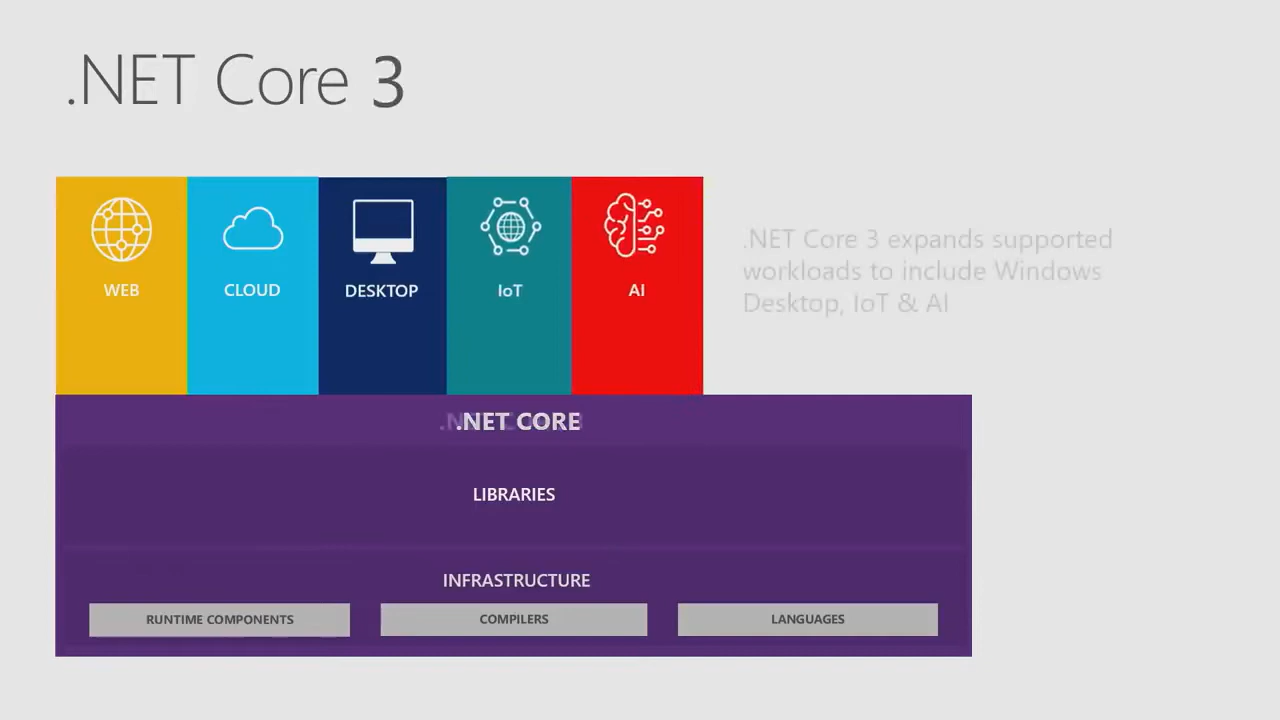 .NET Core 3
WEB
CLOUD
DESKTOP
IoT
AI
.NET Core 3 expands supported
workloads to include Windows
Desktop, IoT & AI
.NET CORE
LIBRARIES
INFRASTRUCTURE
RUNTIME COMPONENTS
COMPILERS
LANGUAGES